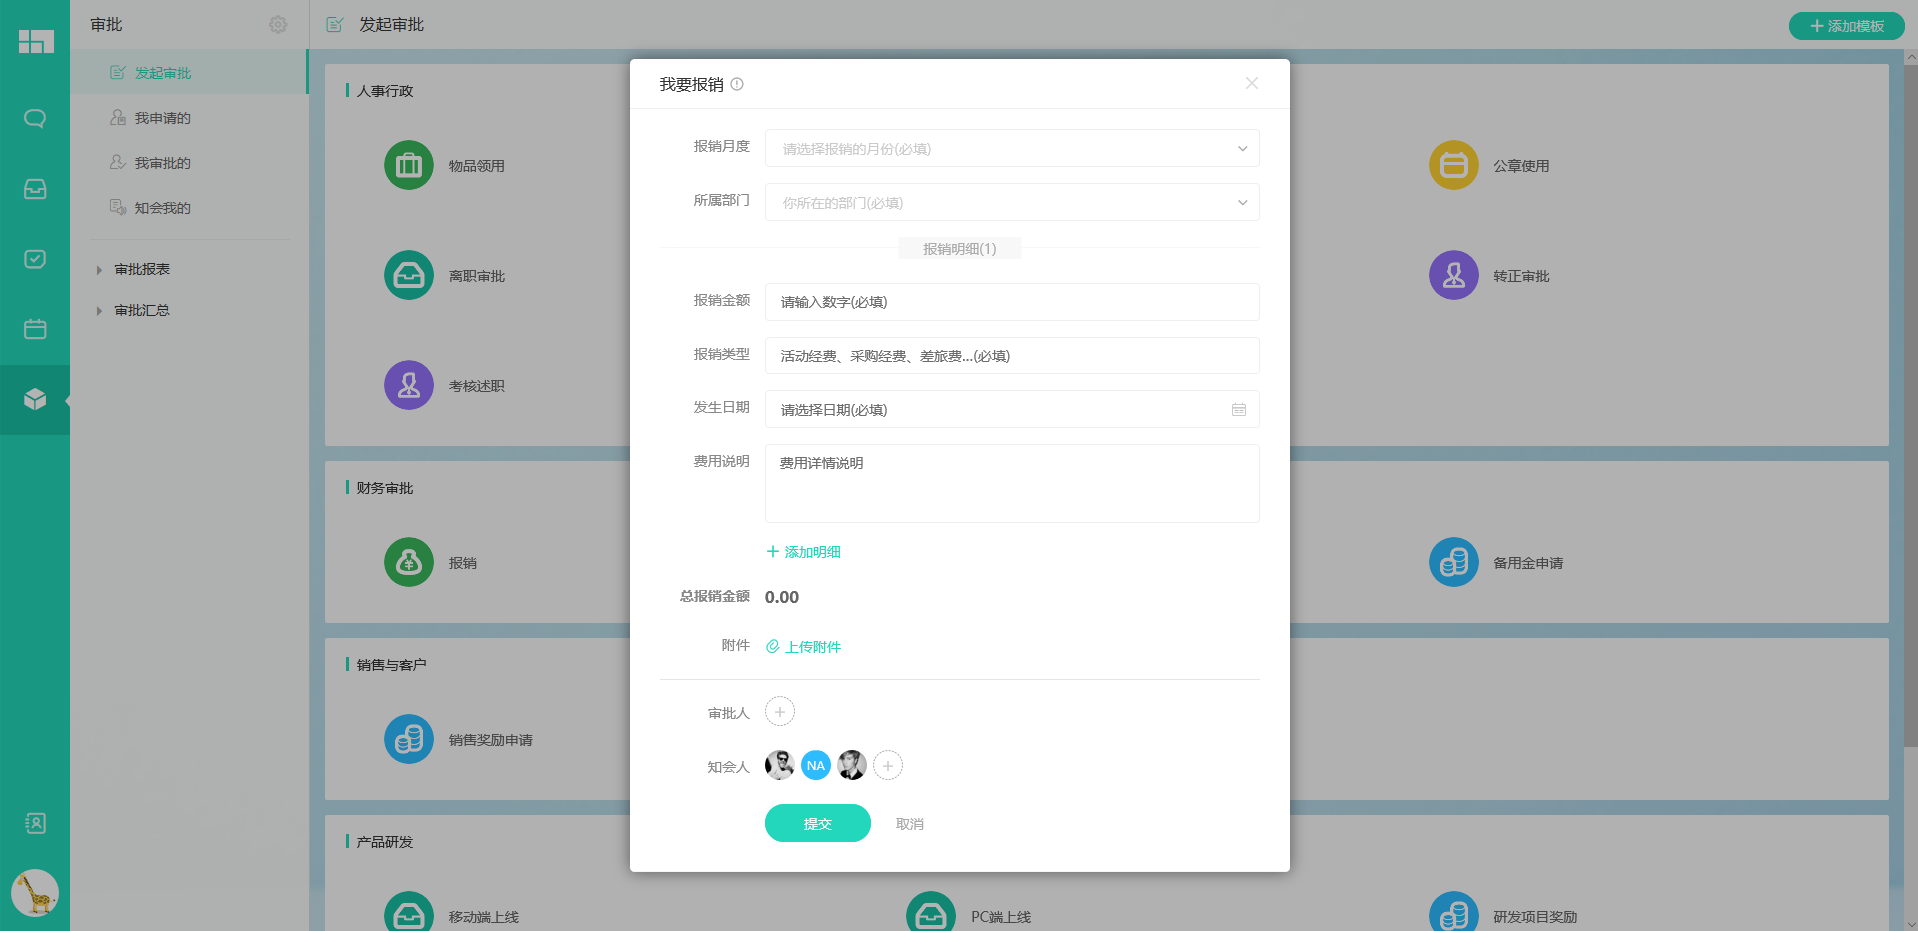 审批
发起审批
添加模板
发起审批
我申请的
我审批的
知会我的
审批报表
审批汇总
人事行政
物品领用
公章使用
离职审批
转正审批
考核述职
财务审批
报销
备用金申请
销售与客户
销售奖励申请
产品研发
移动端上线
PC端上线
研发项目奖励
我要报销
报销月度
请选择报销的月份(必填)
所属部门
你所在的部门(必填)
报销明细(1)
报销金额
请输入数字(必填)
报销类型
活动经费、采购经费、差旅费...(必填)
发生日期
请选择日期(必填)
费用说明
费用详情说明
添加明细
总报销金额 0.00
附件
上传附件
审批人
知会人
NA
提交
取消